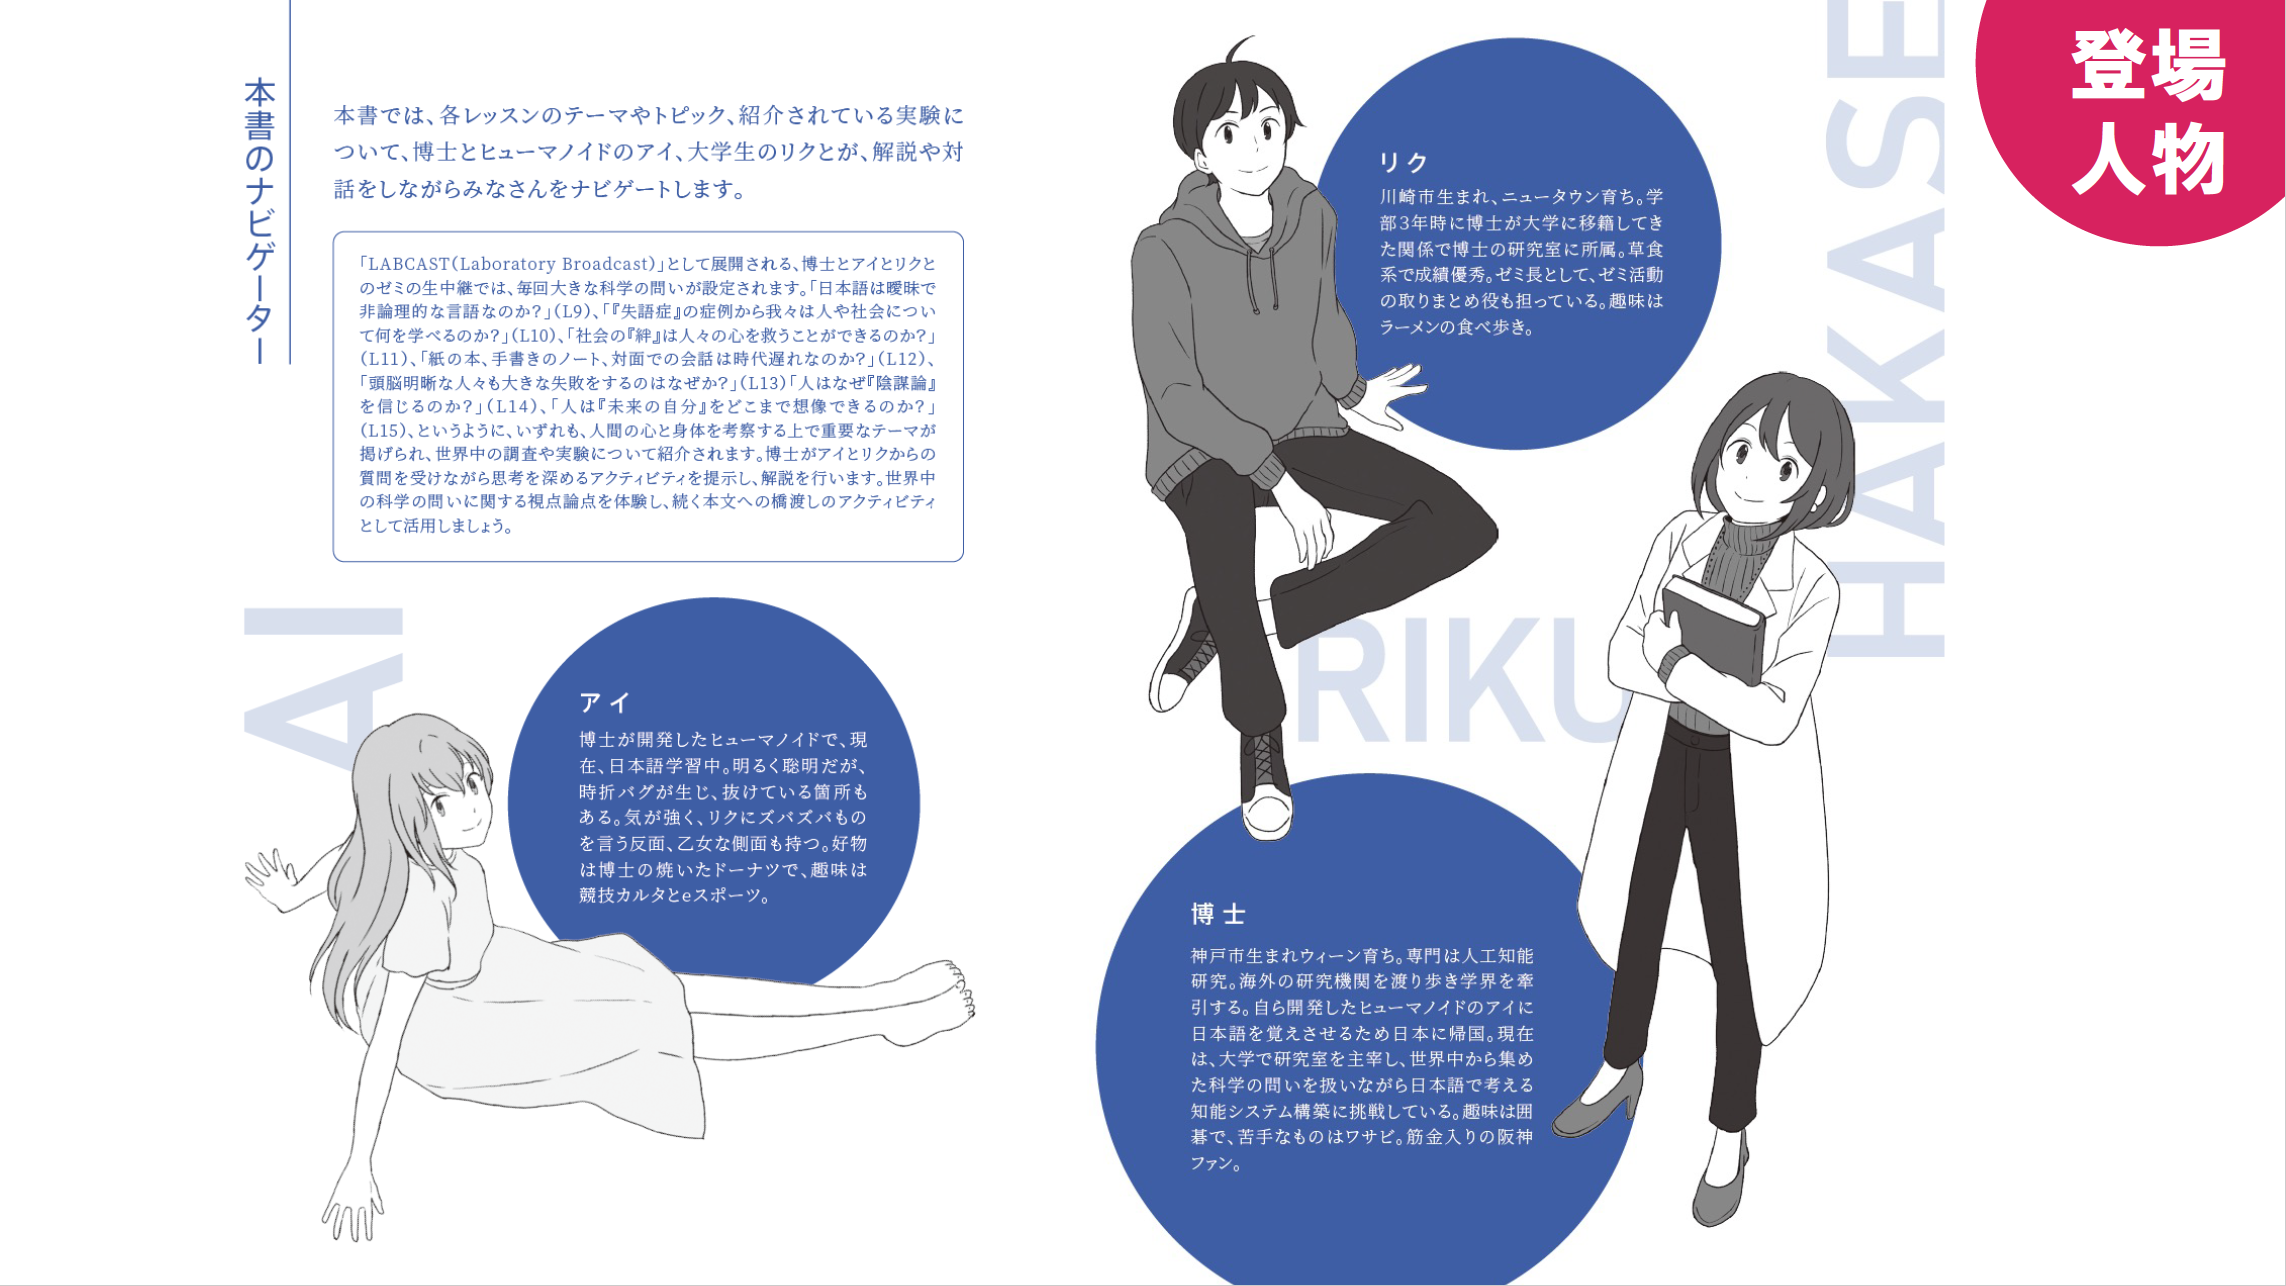 登場
人物
本書のナビゲーター
本書では、各レッスンのテーマやトピック、紹介されている実験に
ついて、博士とヒューマノイドのアイ、大学生のリクとが、解説や対
話をしながらみなさんをナビゲートします。
「LABCAST(Laboratory Broadcast)」として展開される、博士とアイとリクと
のゼミの生中継では、毎回大きな科学の問いが設定されます。「日本語は曖昧で
非論理的な言語なのか?」(L9)、「『失語症』の症例から我々は人や社会につい
て何を学べるのか?」(L10)、「社会の『絆』は人々の心を救うことができるのか?」
(L11)、「紙の本、手書きのノート、対面での会話は時代遅れなのか?」(L12)、
「頭脳明晰な人々も大きな失敗をするのはなぜか?」(L13)「人はなぜ『陰謀論』
を信じるのか?」(L14)、「人は『未来の自分』をどこまで想像できるのか?」
(L15)、というように、いずれも、人間の心と身体を考察する上で重要なテーマが
掲げられ、世界中の調査や実験について紹介されます。博士がアイとリクからの
質問を受けながら思考を深めるアクティビティを提示し、解説を行います。世界中
の科学の問いに関する視点論点を体験し、続く本文への橋渡しのアクティビティ
として活用しましょう。
AI
アイ
博士が開発したヒューマノイドで、現
在、日本語学習中。明るく聡明だが、
時折バグが生じ、抜けている箇所も
ある。気が強く、リクにズバズバもの
を言う反面、乙女な側面も持つ。好物
は博士の焼いたドーナツで、趣味は
競技カルタとeスポーツ。
リク
川崎市生まれ、ニュータウン育ち。学
部3年時に博士が大学に移籍してき
た関係で博士の研究室に所属。草食
系で成績優秀。ゼミ長として、ゼミ活動
の取りまとめ役も担っている。趣味は
ラーメンの食べ歩き。
RIKU
HAKASE
博士
神戸市生まれウィーン育ち。専門は人工知能
研究。海外の研究機関を渡り歩き学界を牽
引する。自ら開発したヒューマノイドのアイに
日本語を覚えさせるため日本に帰国。現在
は、大学で研究室を主宰し、世界中から集め
た科学の問いを扱いながら日本語で考える
知能システム構築に挑戦している。趣味は囲
碁で、苦手なものはワサビ。筋金入りの阪神
ファン。